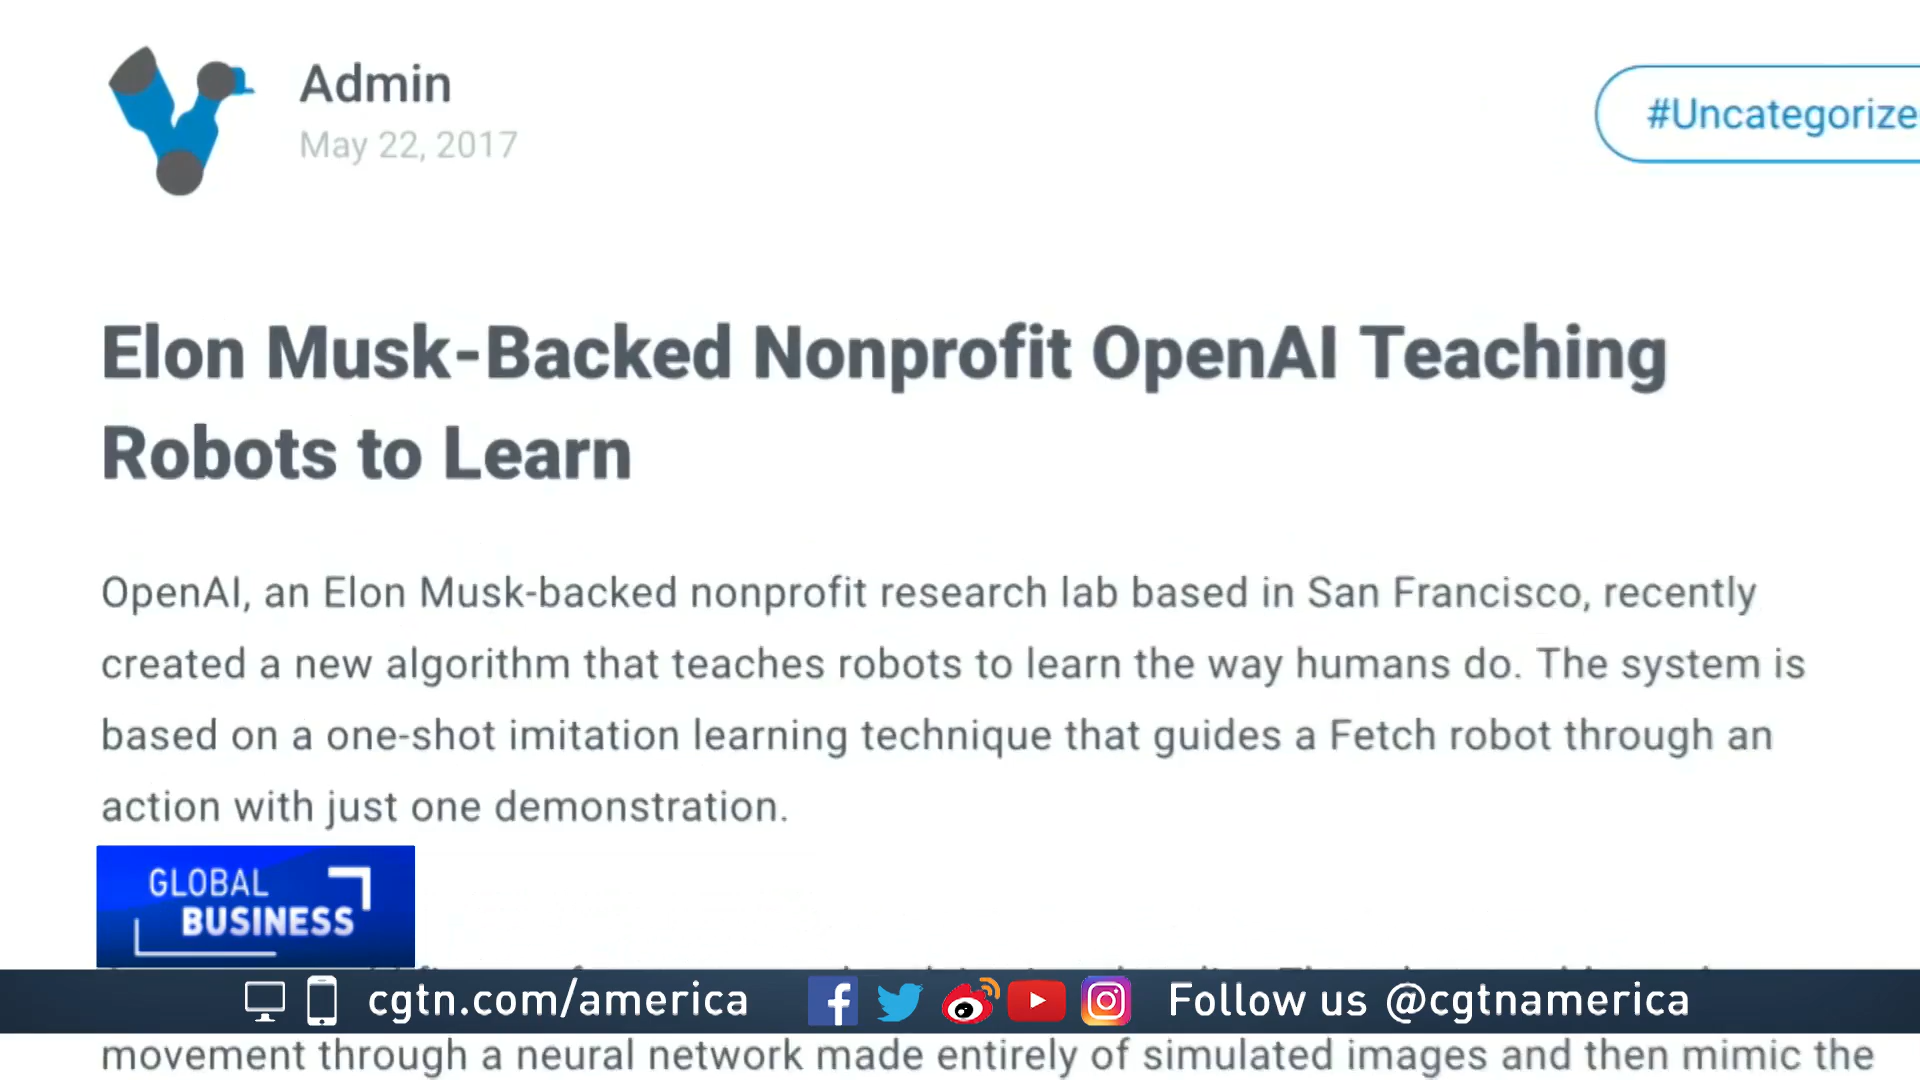 Admin
May 22, 2017
#Uncategorize
Elon Musk-Backed Nonprofit OpenAI Teaching
Robots to Learn
OpenAI, an Elon Musk-backed nonprofit research lab based in San Francisco, recently
created a new algorithm that teaches robots to learn the way humans do. The system is
based on a one-shot imitation learning technique that guides a Fetch robot through an
action with just one demonstration.
GLOBAL
BUSINESS
cgtn.com/america Follow us @cgtnamerica
movement through a neural network made entirely of simulated images and then mimic the